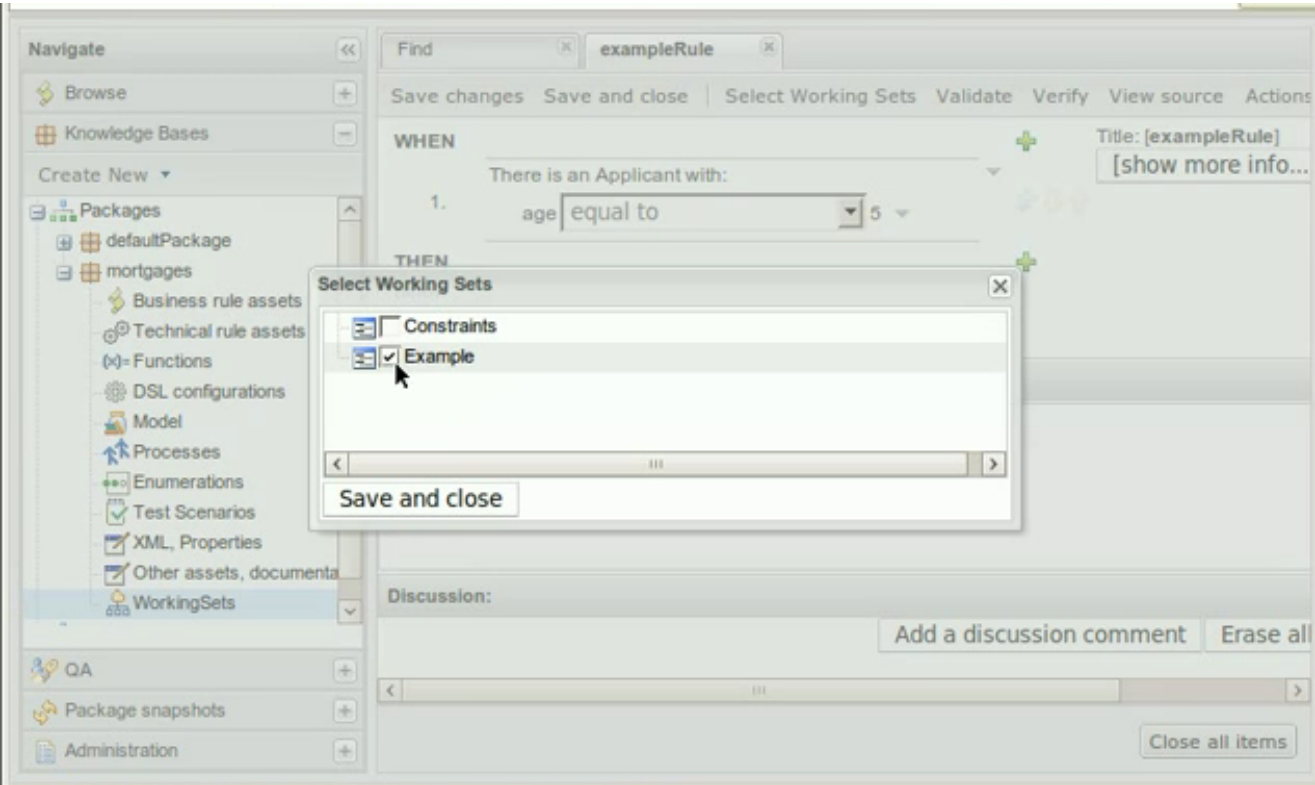 Navigate
Browse
Knowledge Bases
Create New
Packages
defaultPackage
mortgages
Business rule assets
Technical rule assets
(x)= Functions
DSL configurations
Model
Processes
Enumerations
Test Scenarios
XML, Properties
Other assets, documenta
WorkingSets
QA
Package snapshots
Administration
Find exampleRule
Save changes Save and close Select Working Sets Validate Verify View source Actions
WHEN
Title: [exampleRule]
[show more info...
There is an Applicant with:
1. age equal to 5
THEN
Select Working Sets
Constraints
Example
Save and close
Discussion:
Add a discussion comment Erase all
Close all items